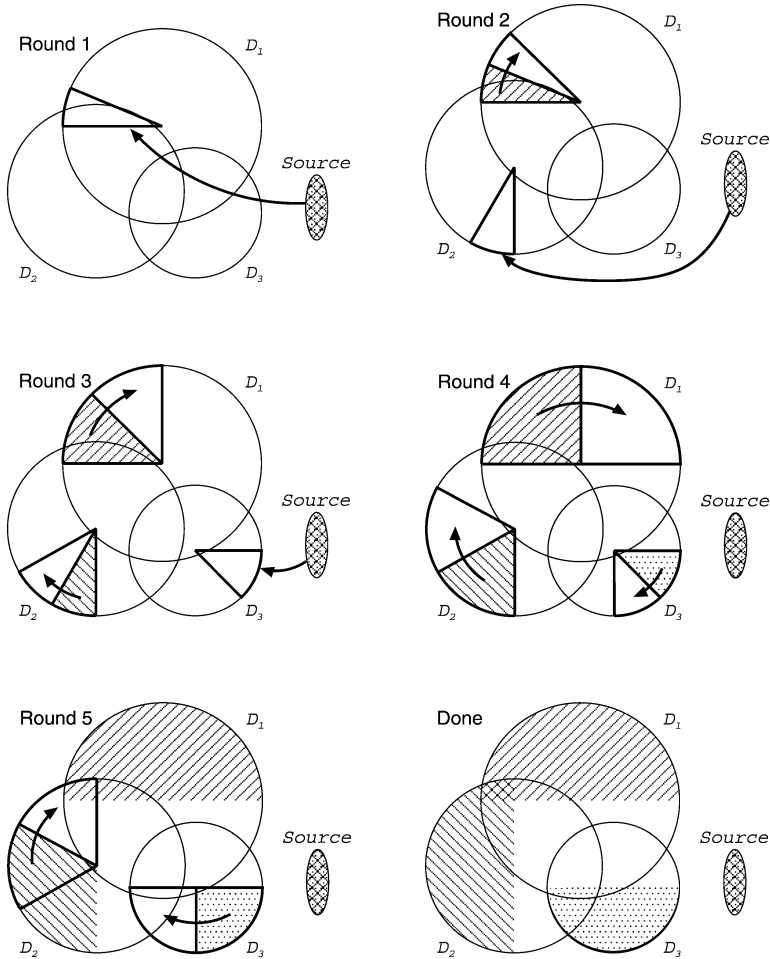 Round 1
D1
Source
D2
D3
Round 2
D1
Source
D2
D3
Round 3
D1
Source
D2
D3
Round 4
D1
Source
D2
D3
Round 5
D1
Source
D2
D3
Done
D1
Source
D2
D3